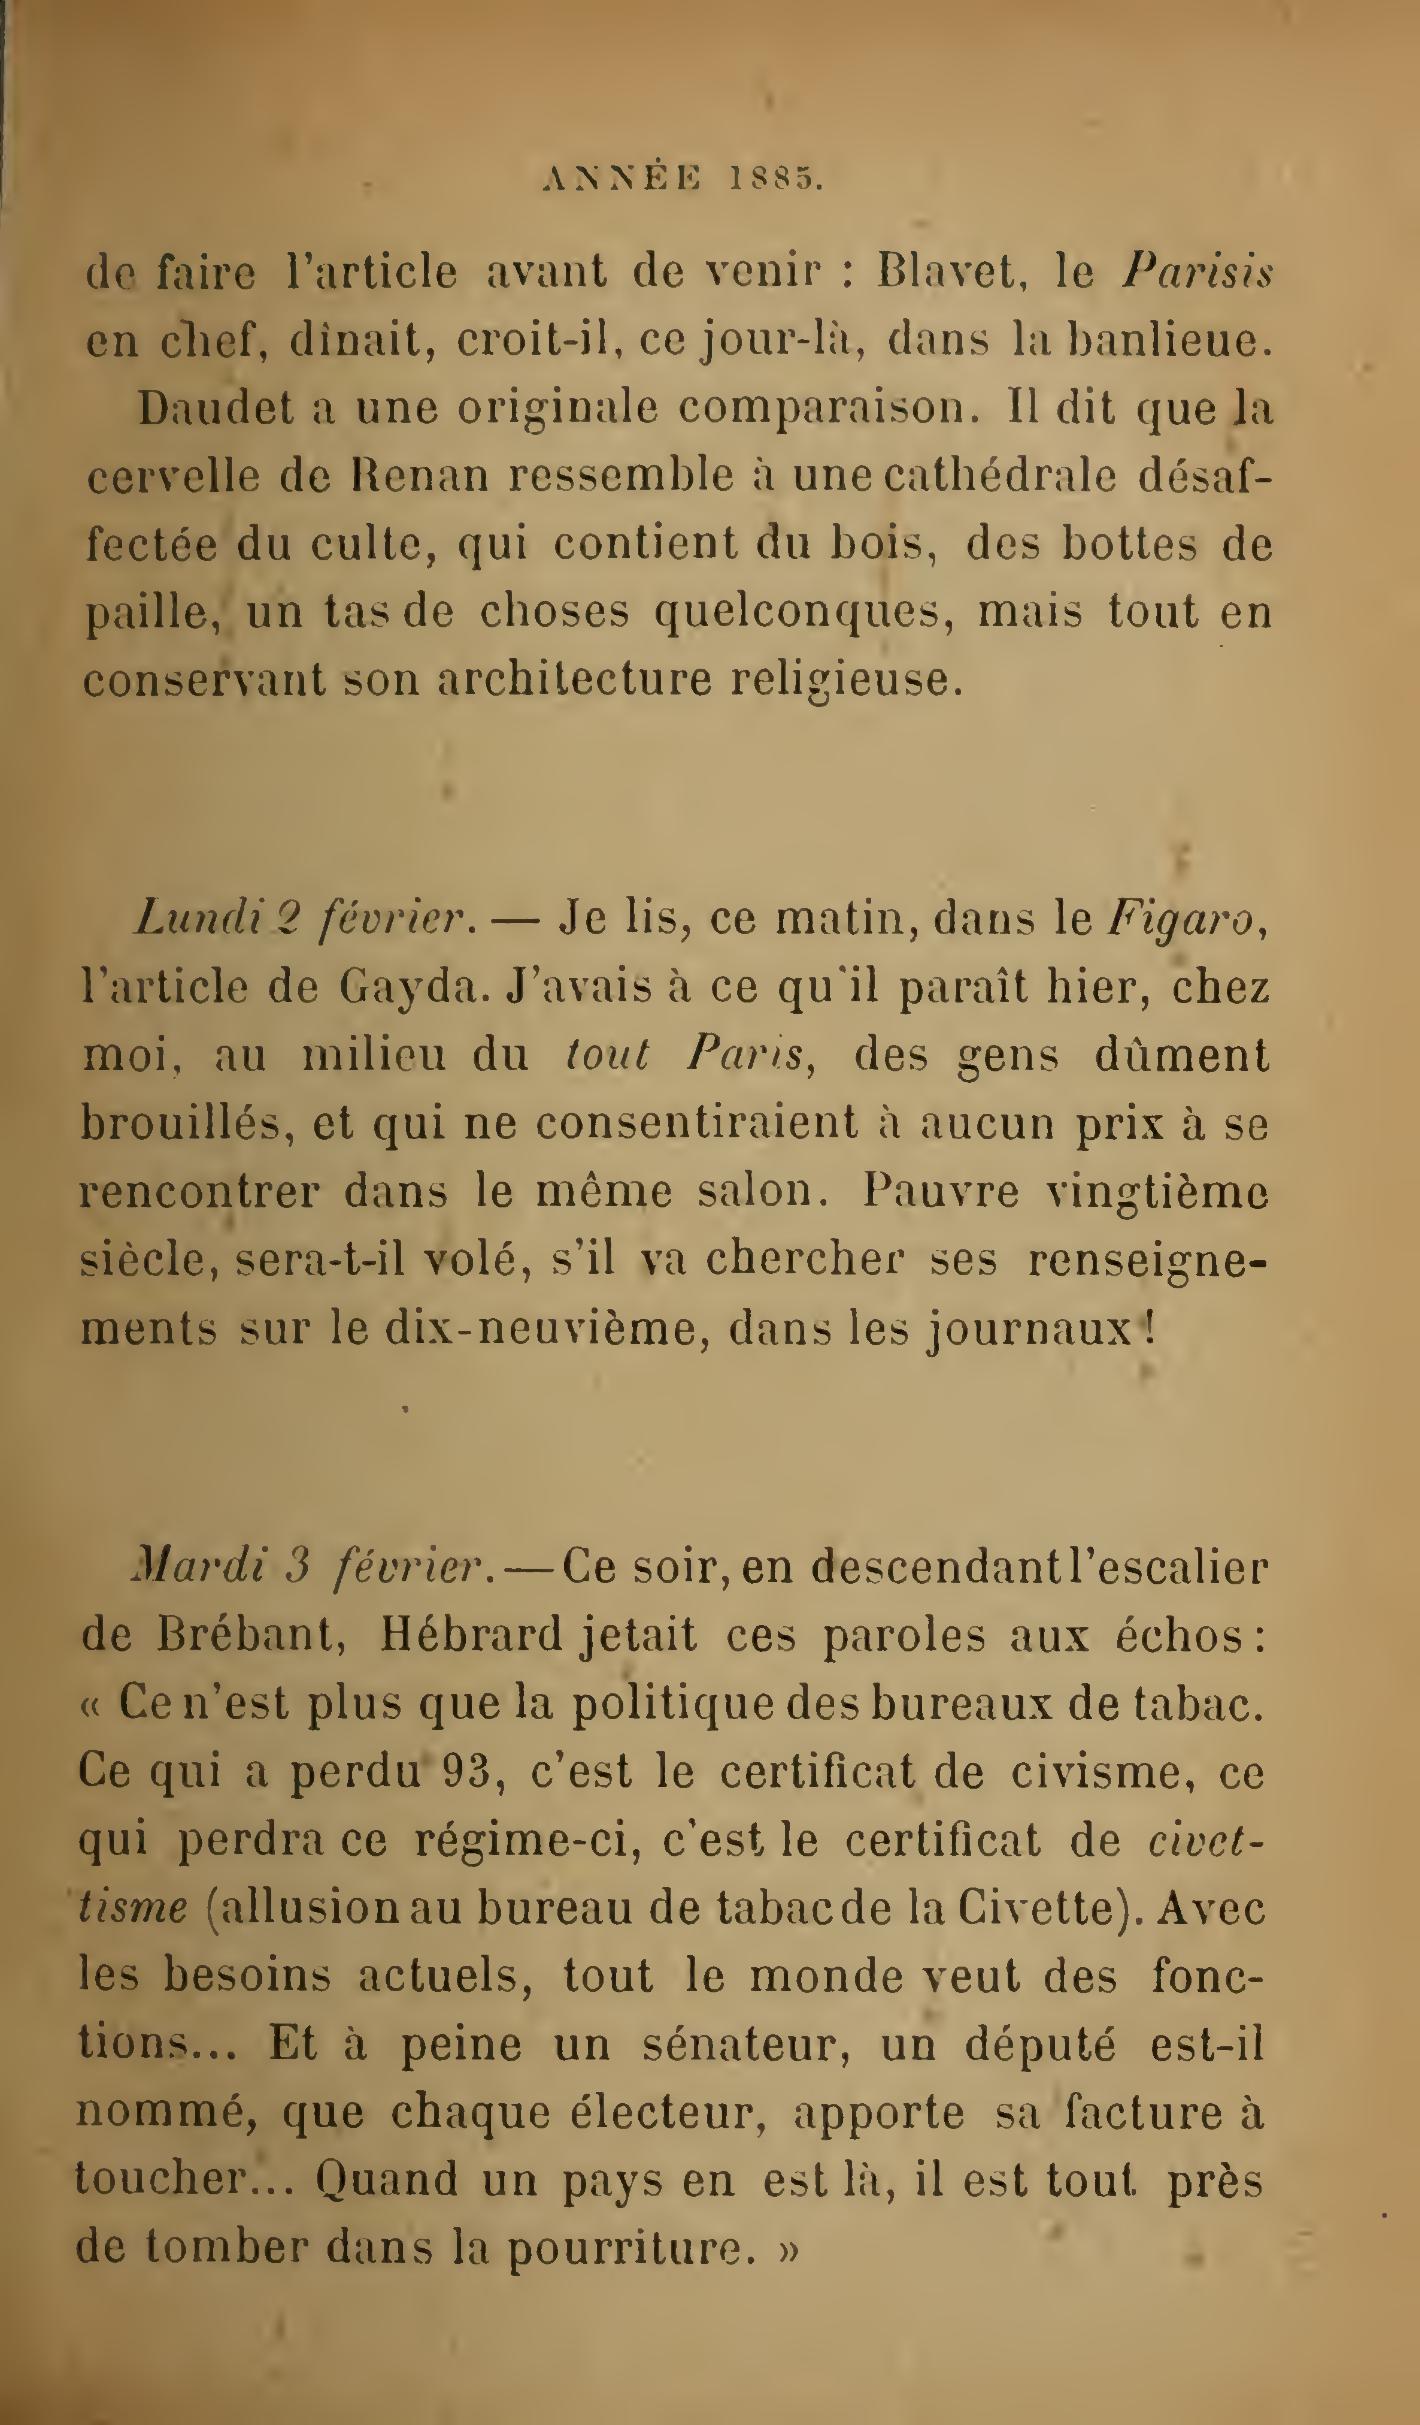 ANNÉE 1885.
de faire l'article avant de venir : Blavet, le Parisis
en chef, dînait, croit-il, ce jour-là, dans la banlieue.
Daudet a une originale comparaison. Il dit que la
cervelle de Renan ressemble à une cathédrale désaf-
fectée du culte, qui contient du bois, des bottes de
paille, un tas de choses quelconques, mais tout en
conservant son architecture religieuse.
Lundi 2 février. — Je lis, ce matin, dans le Figaro,
l'article de Gayda. J'avais à ce qu'il paraît hier, chez
moi, au milieu du tout Paris, des gens dûment
brouillés, et qui ne consentiraient à aucun prix à se
rencontrer dans le même salon. Pauvre vingtième
siècle, sera-t-il volé, s'il va chercher ses renseigne-
ments sur le dix-neuvième, dans les journaux !
Mardi 3 février. — Ce soir, en descendant l'escalier
de Brébant, Hébrard jetait ces paroles aux échos :
« Ce n'est plus que la politique des bureaux de tabac.
Ce qui a perdu 93, c'est le certificat de civisme, ce
qui perdra ce régime-ci, c'est le certificat de civet-
tisme (allusion au bureau de tabac de la Civette). Avec
les besoins actuels, tout le monde veut des fonc-
tions... Et à peine un sénateur, un député est-il
nommé, que chaque électeur, apporte sa facture à
toucher... Quand un pays en est là, il est tout près
de tomber dans la pourriture. »